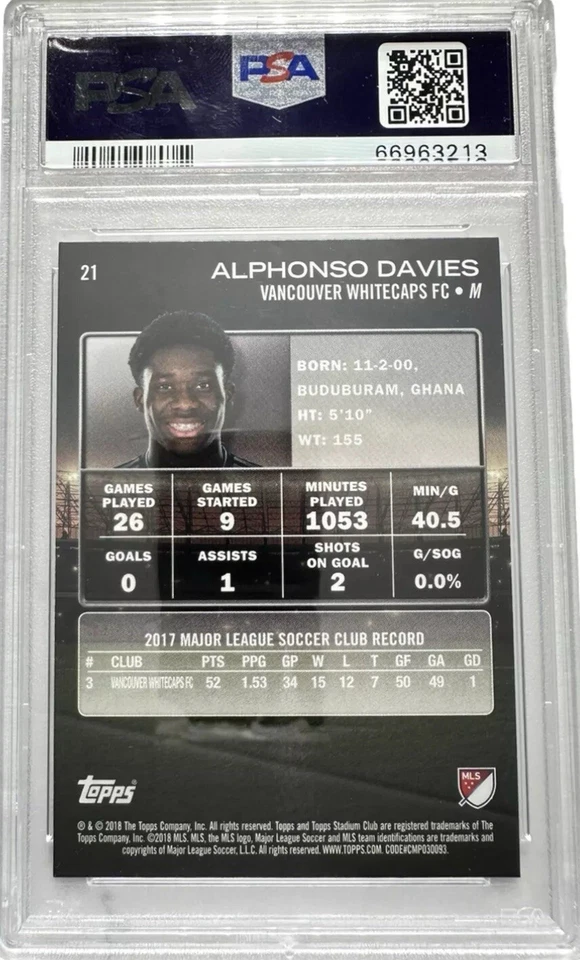 PSA
PSA
66963213
21
ALPHONSO DAVIES
VANCOUVER WHITECAPS FC • M
BORN: 11-2-00,
BUDUBURAM, GHANA
HT: 5'10"
WT: 155
GAMES PLAYED 26
GAMES STARTED 9
MINUTES PLAYED 1053
MIN/G 40.5
GOALS 0
ASSISTS 1
SHOTS ON GOAL 2
G/SOG 0.0%
2017 MAJOR LEAGUE SOCCER CLUB RECORD
# CLUB PTS PPG GP W L T GF GA GD
3 VANCOUVER WHITECAPS FC 52 1.53 34 15 12 7 50 49 1
Topps®
MLS
® & © 2018 The Topps Company, Inc. All rights reserved. Topps and Topps Stadium Club are registered trademarks of The
Topps Company, Inc. ©2018 MLS. MLS, the MLS logo, Major League Soccer and MLS team identifications are trademarks and
copyrights of Major League Soccer, L.L.C. All rights reserved. WWW.TOPPS.COM. CODE#CMP030093.